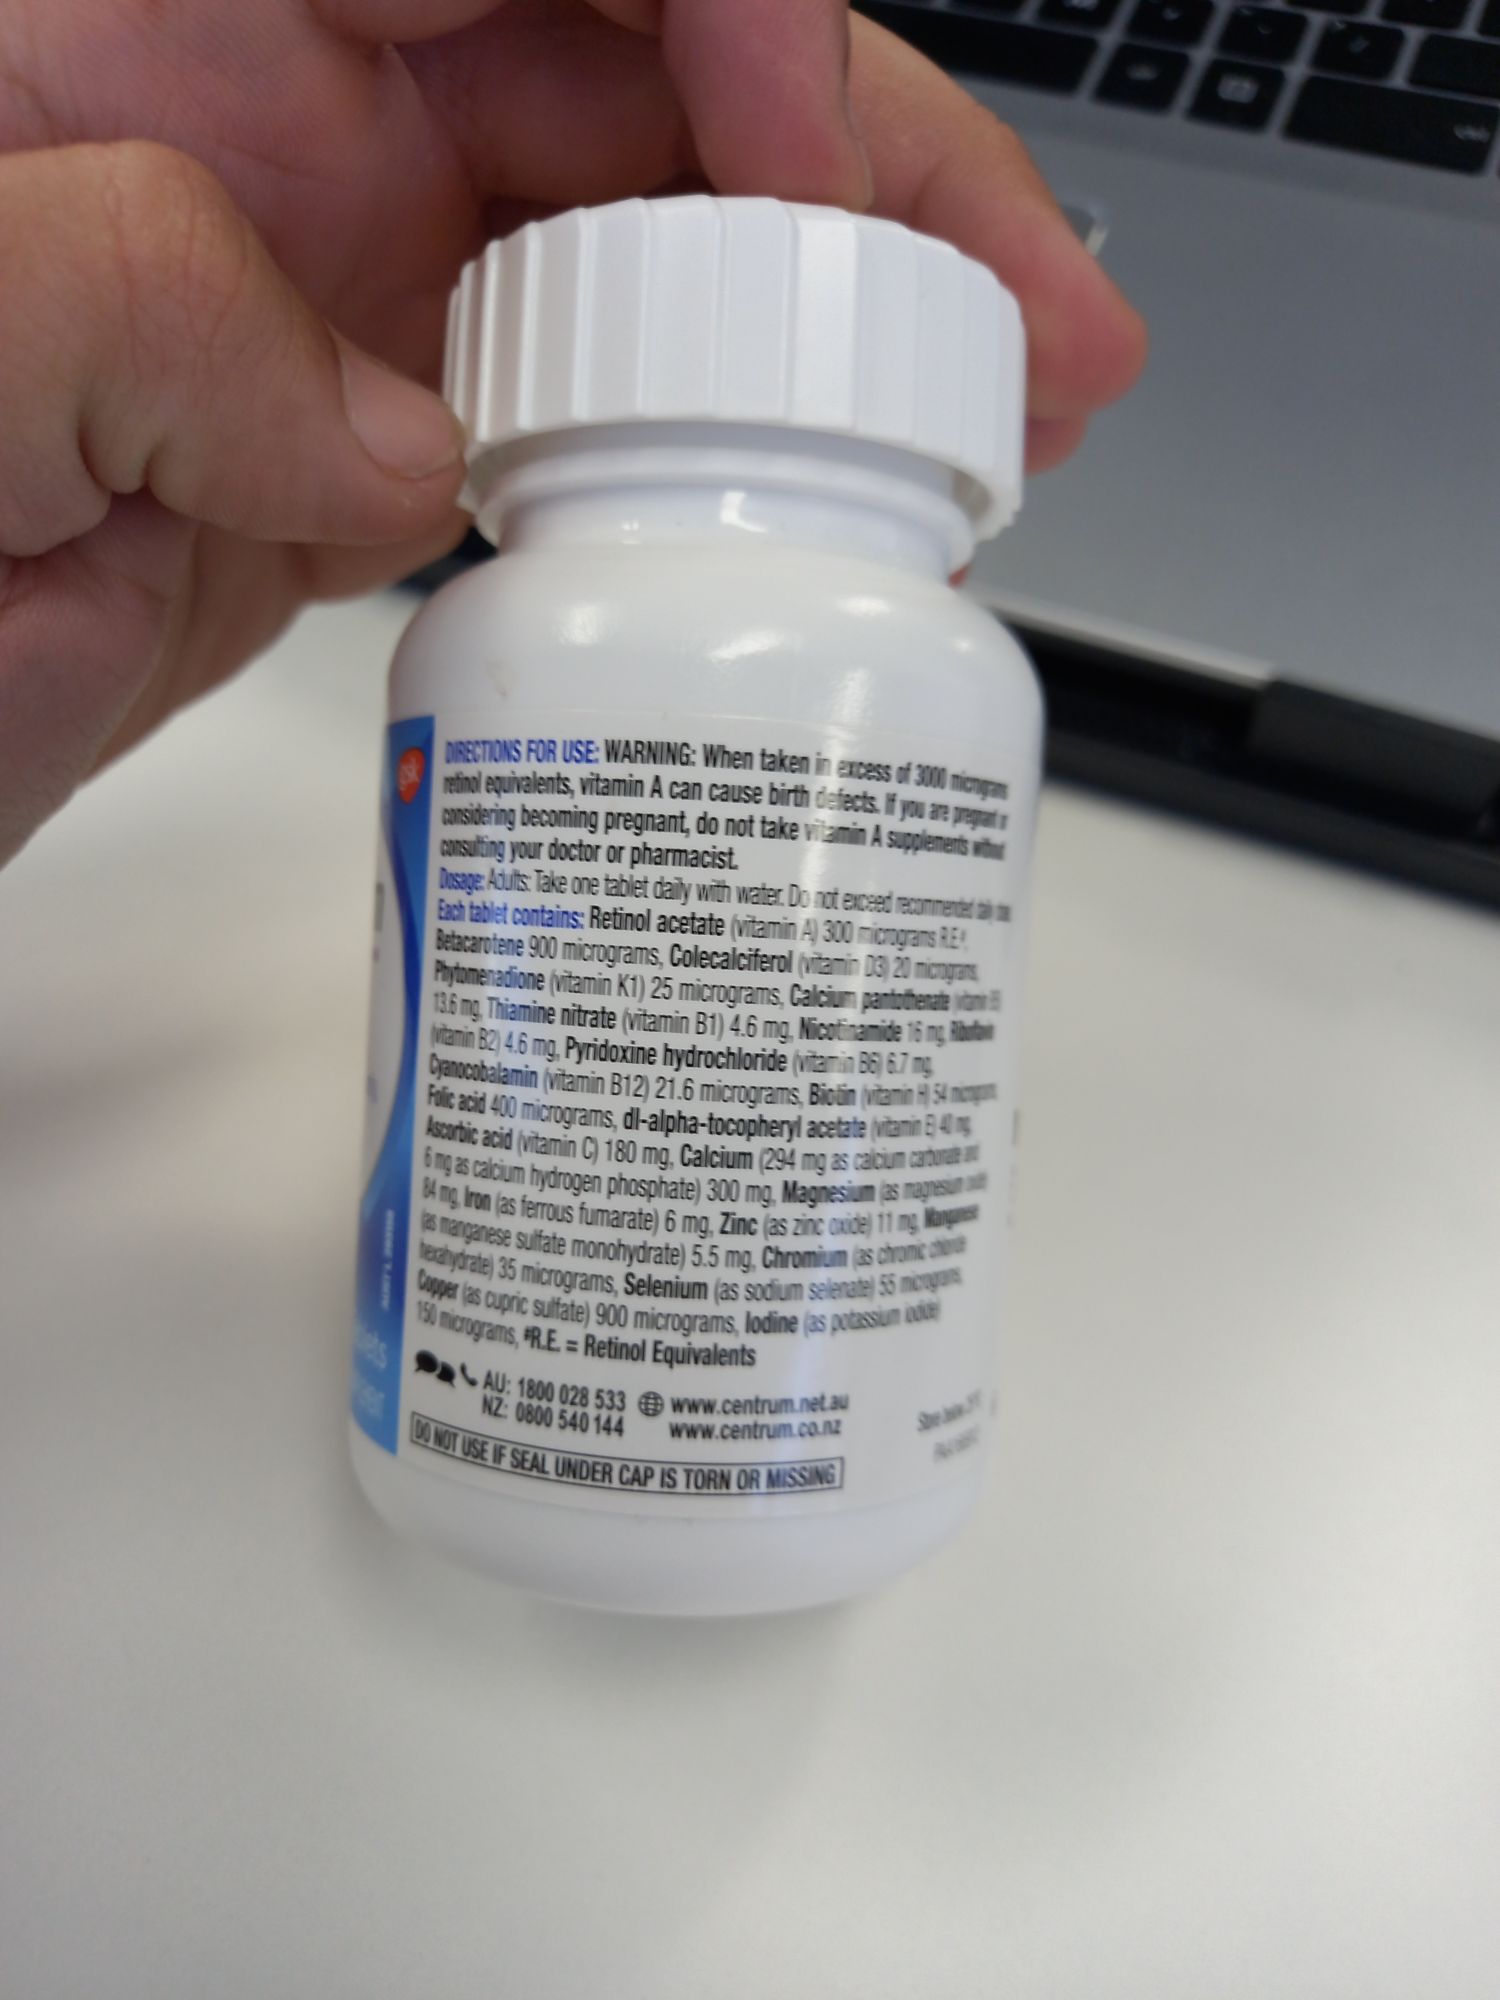 gsk
DIRECTIONS FOR USE: WARNING: When taken in excess of 3000 micrograms
retinol equivalents, vitamin A can cause birth defects. If you are pregnant or
considering becoming pregnant, do not take vitamin A supplements without
consulting your doctor or pharmacist.
Dosage: Adults: Take one tablet daily with water. Do not exceed recommended daily dose.
Each tablet contains: Retinol acetate (vitamin A) 300 micrograms R.E.#,
Betacarotene 900 micrograms, Colecalciferol (vitamin D3) 20 micrograms,
Phytomenadione (vitamin K1) 25 micrograms, Calcium pantothenate (vitamin B5)
13.6 mg, Thiamine nitrate (vitamin B1) 4.6 mg, Nicotinamide 16 mg, Riboflavin
(vitamin B2) 4.6 mg, Pyridoxine hydrochloride (vitamin B6) 6.7 mg,
Cyanocobalamin (vitamin B12) 21.6 micrograms, Biotin (vitamin H) 54 micrograms,
Folic acid 400 micrograms, dl-alpha-tocopheryl acetate (vitamin E) 40 mg,
Ascorbic acid (vitamin C) 180 mg, Calcium (294 mg as calcium carbonate and
6 mg as calcium hydrogen phosphate) 300 mg, Magnesium (as magnesium oxide)
84 mg, Iron (as ferrous fumarate) 6 mg, Zinc (as zinc oxide) 11 mg, Manganese
(as manganese sulfate monohydrate) 5.5 mg, Chromium (as chromic chloride
hexahydrate) 35 micrograms, Selenium (as sodium selenate) 55 micrograms,
Copper (as cupric sulfate) 900 micrograms, Iodine (as potassium iodide)
150 micrograms, #R.E. = Retinol Equivalents
AU: 1800 028 533 www.centrum.net.au
NZ: 0800 540 144 www.centrum.co.nz
DO NOT USE IF SEAL UNDER CAP IS TORN OR MISSING
Store below